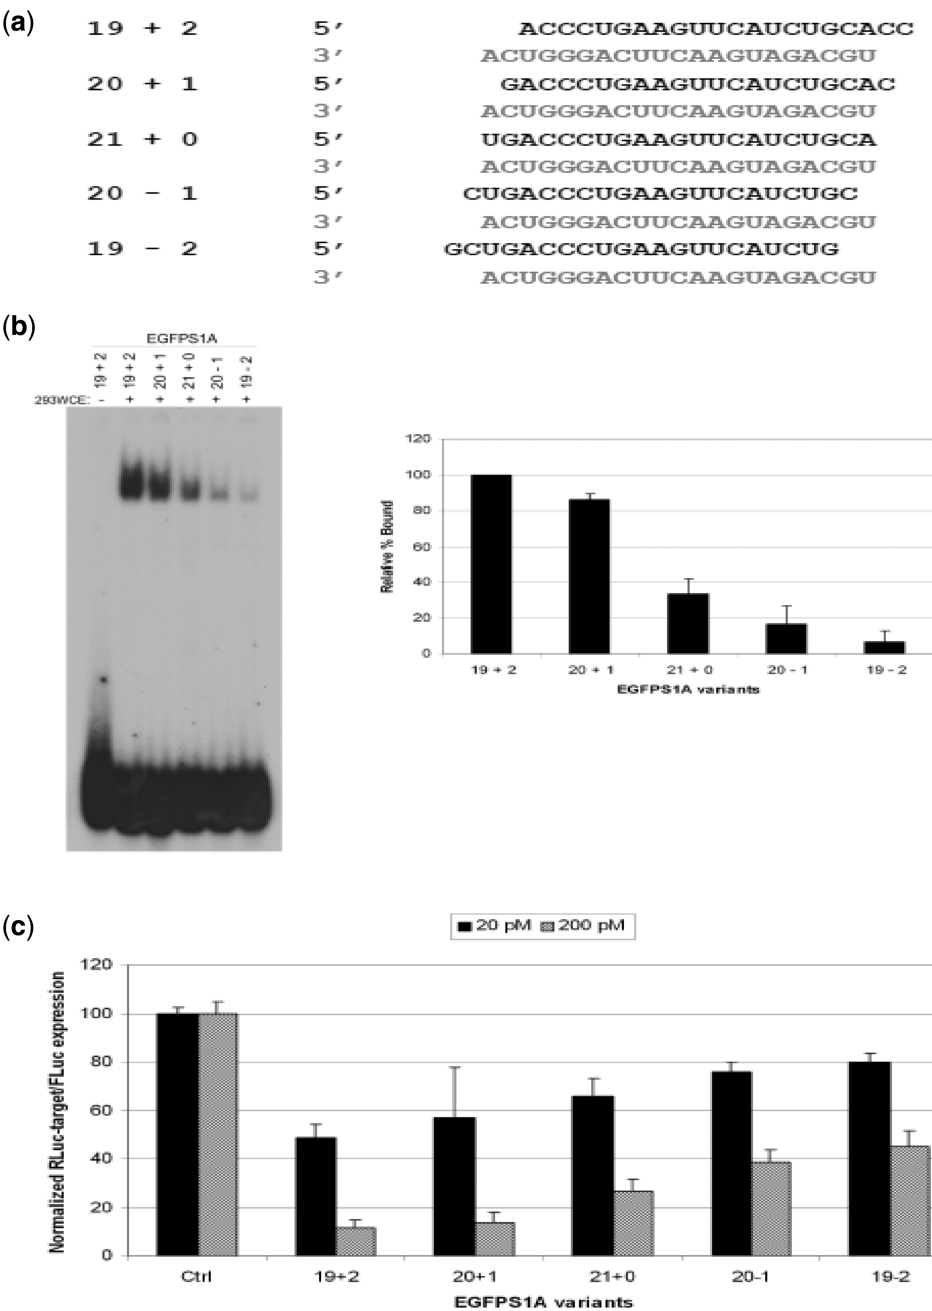 (a)
19 + 2 5′ ACCCUGAAGUUCAUCUGCACC
3′ ACUGGGACUUCAAGUAGACGU
20 + 1 5′ GACCCUGAAGUUCAUCUGCAC
3′ ACUGGGACUUCAAGUAGACGU
21 + 0 5′ UGACCCUGAAGUUCAUCUGCA
3′ ACUGGGACUUCAAGUAGACGU
20 - 1 5′ CUGACCCUGAAGUUCAUCUGC
3′ ACUGGGACUUCAAGUAGACGU
19 - 2 5′ GCUGACCCUGAAGUUCAUCUG
3′ ACUGGGACUUCAAGUAGACGU
(b)
EGFPS1A
19 + 2 19 + 2 20 + 1 21 + 0 20 - 1 19 - 2
293WCE: - + + + + +
120
100
80
60
40
20
0
Relative % Bound
19 + 2 20 + 1 21 + 0 20 - 1 19 - 2
EGFPS1A variants
(c)
20 pM 200 pM
120
100
80
60
40
20
0
Normalized RLuc-target/FLuc expression
Ctrl 19+2 20+1 21+0 20-1 19-2
EGFPS1A variants